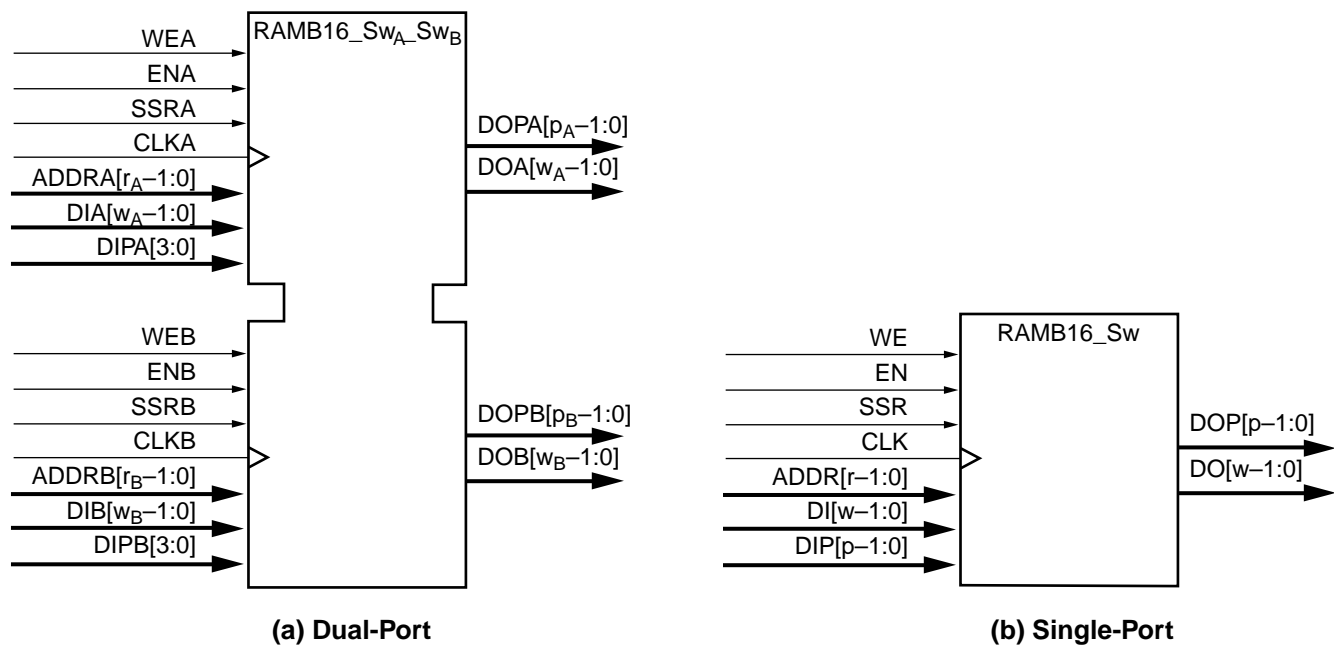 RAMB16_SwA_SwB
WEA
ENA
SSRA
CLKA
ADDRA[rA–1:0]
DIA[wA–1:0]
DIPA[3:0]
DOPA[pA–1:0]
DOA[wA–1:0]
WEB
ENB
SSRB
CLKB
ADDRB[rB–1:0]
DIB[wB–1:0]
DIPB[3:0]
DOPB[pB–1:0]
DOB[wB–1:0]
(a) Dual-Port
RAMB16_Sw
WE
EN
SSR
CLK
ADDR[r–1:0]
DI[w–1:0]
DIP[p–1:0]
DOP[p–1:0]
DO[w–1:0]
(b) Single-Port